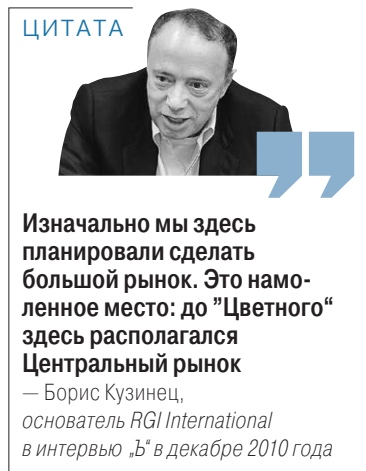 ЦИТАТА
Изначально мы здесь
планировали сделать
большой рынок. Это намо-
ленное место: до ”Цветного“
здесь располагался
Центральный рынок
— Борис Кузинец,
основатель RGI International
в интервью „Ъ“ в декабре 2010 года